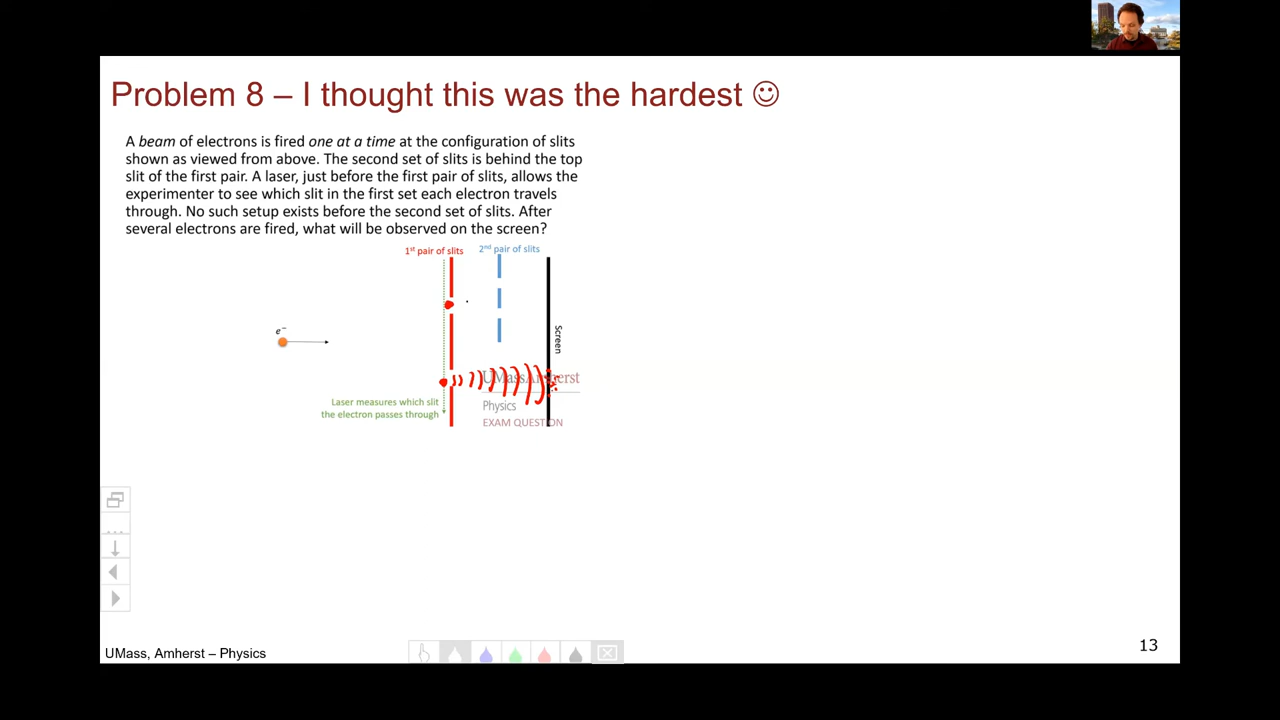 Problem 8 – I thought this was the hardest ☺
A beam of electrons is fired one at a time at the configuration of slits
shown as viewed from above. The second set of slits is behind the top
slit of the first pair. A laser, just before the first pair of slits, allows the
experimenter to see which slit in the first set each electron travels
through. No such setup exists before the second set of slits. After
several electrons are fired, what will be observed on the screen?
1st pair of slits
2nd pair of slits
e⁻
Screen
UMassAmherst
Laser measures which slit
the electron passes through
Physics
EXAM QUESTION
UMass, Amherst – Physics
13